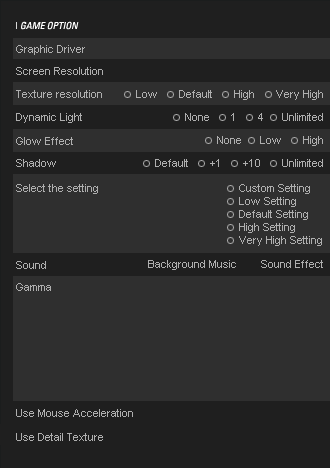 | GAME OPTION
Graphic Driver
Screen Resolution
Texture resolution Low Default High Very High
Dynamic Light None 1 4 Unlimited
Glow Effect None Low High
Shadow Default +1 +10 Unlimited
Select the setting Custom Setting
Low Setting
Default Setting
High Setting
Very High Setting
Sound Background Music Sound Effect
Gamma
Use Mouse Acceleration
Use Detail Texture